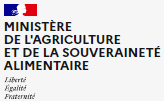 MINISTÈRE
DE L'AGRICULTURE
ET DE LA SOUVERAINETÉ
ALIMENTAIRE
Liberté
Égalité
Fraternité